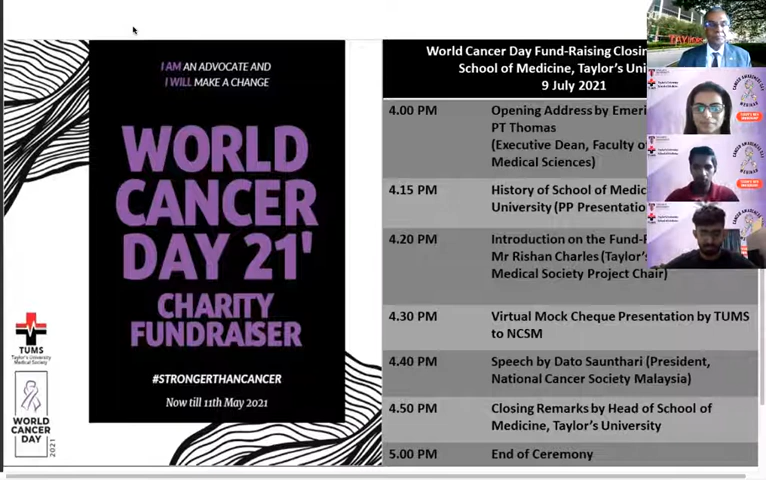 I AM AN ADVOCATE AND
I WILL MAKE A CHANGE
WORLD
CANCER
DAY 21'
CHARITY
FUNDRAISER
#STRONGERTHANCANCER
Now till 11th May 2021
TUMS
Taylor's University
Medical Society
WORLD
CANCER
DAY
2021
World Cancer Day Fund-Raising Closin
School of Medicine, Taylor's Uni
9 July 2021
4.00 PM
Opening Address by Emeri
PT Thomas
(Executive Dean, Faculty o
Medical Sciences)
4.15 PM
History of School of Medic
University (PP Presentatio
4.20 PM
Introduction on the Fund-R
Mr Rishan Charles (Taylor's
Medical Society Project Chair)
4.30 PM
Virtual Mock Cheque Presentation by TUMS
to NCSM
4.40 PM
Speech by Dato Saunthari (President,
National Cancer Society Malaysia)
4.50 PM
Closing Remarks by Head of School of
Medicine, Taylor's University
5.00 PM
End of Ceremony